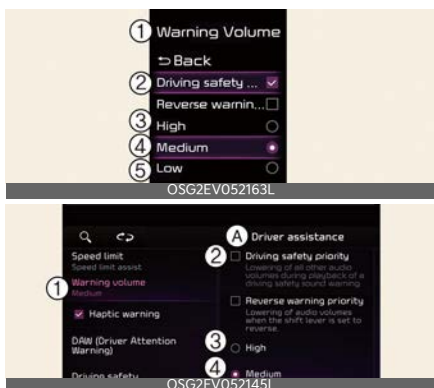 ① Warning Volume
Back
② Driving safety ...
Reverse warnin...
③ High
④ Medium
⑤ Low
OSG2EV052163L
Ⓐ Driver assistance
Speed limit
Speed limit assist
① Warning volume
Medium
Haptic warning
DAW (Driver Attention
Warning)
Driving safety
② Driving safety priority
Lowering of all other audio
volumes during playback of a
driving safety sound warning.
Reverse warning priority
Lowering of audio volumes
when the shift lever is set to
reverse.
③ High
④ Medium
OSG2EV052145L